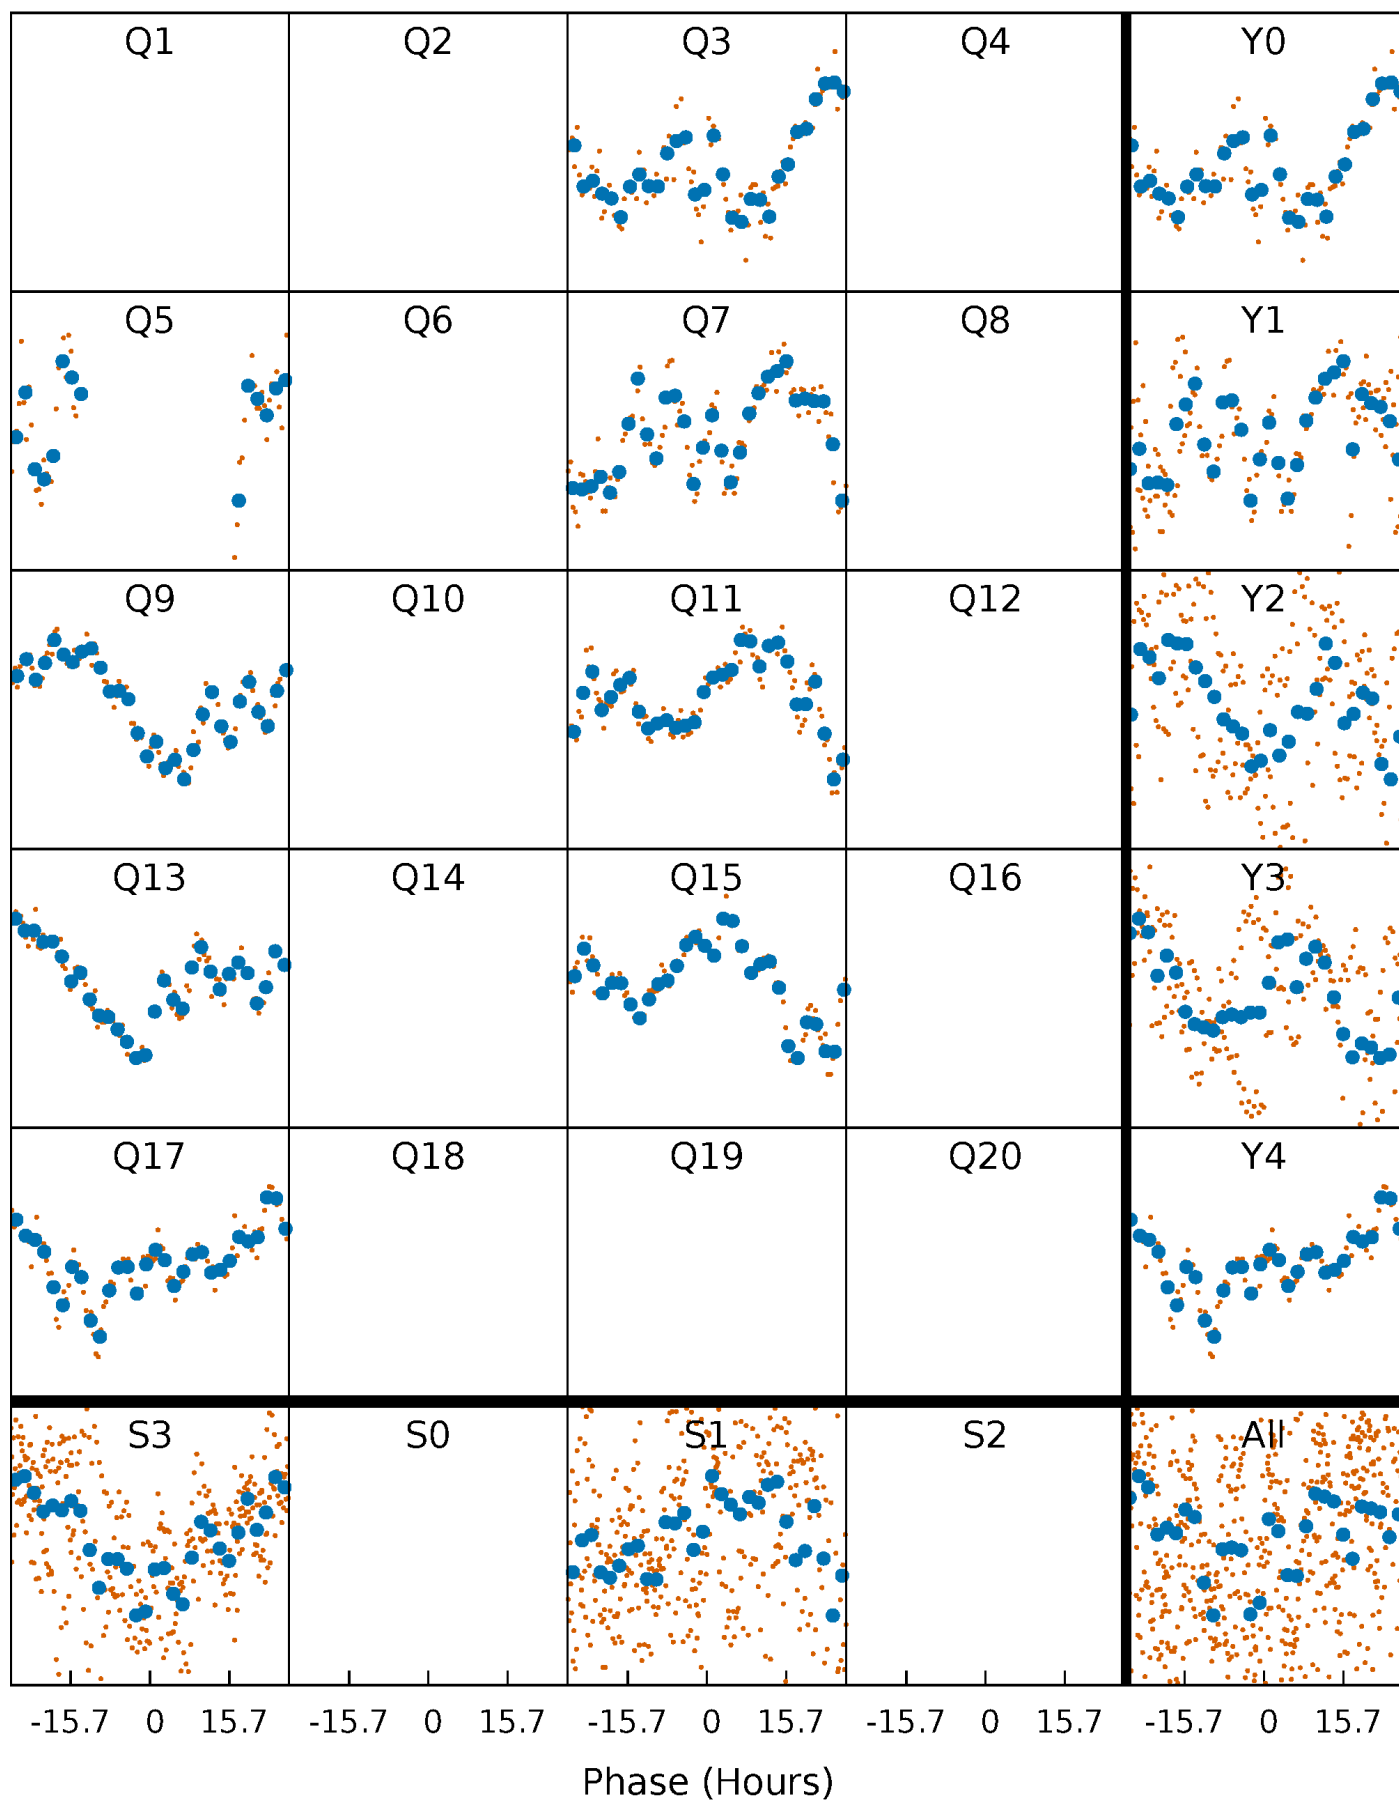 Q1 Q2 Q3 Q4 Y0
Q5 Q6 Q7 Q8 Y1
Q9 Q10 Q11 Q12 Y2
Q13 Q14 Q15 Q16 Y3
Q17 Q18 Q19 Q20 Y4
S3 S0 S1 S2 All
-15.7 0 15.7 -15.7 0 15.7 -15.7 0 15.7 -15.7 0 15.7 -15.7 0 15.7
Phase (Hours)